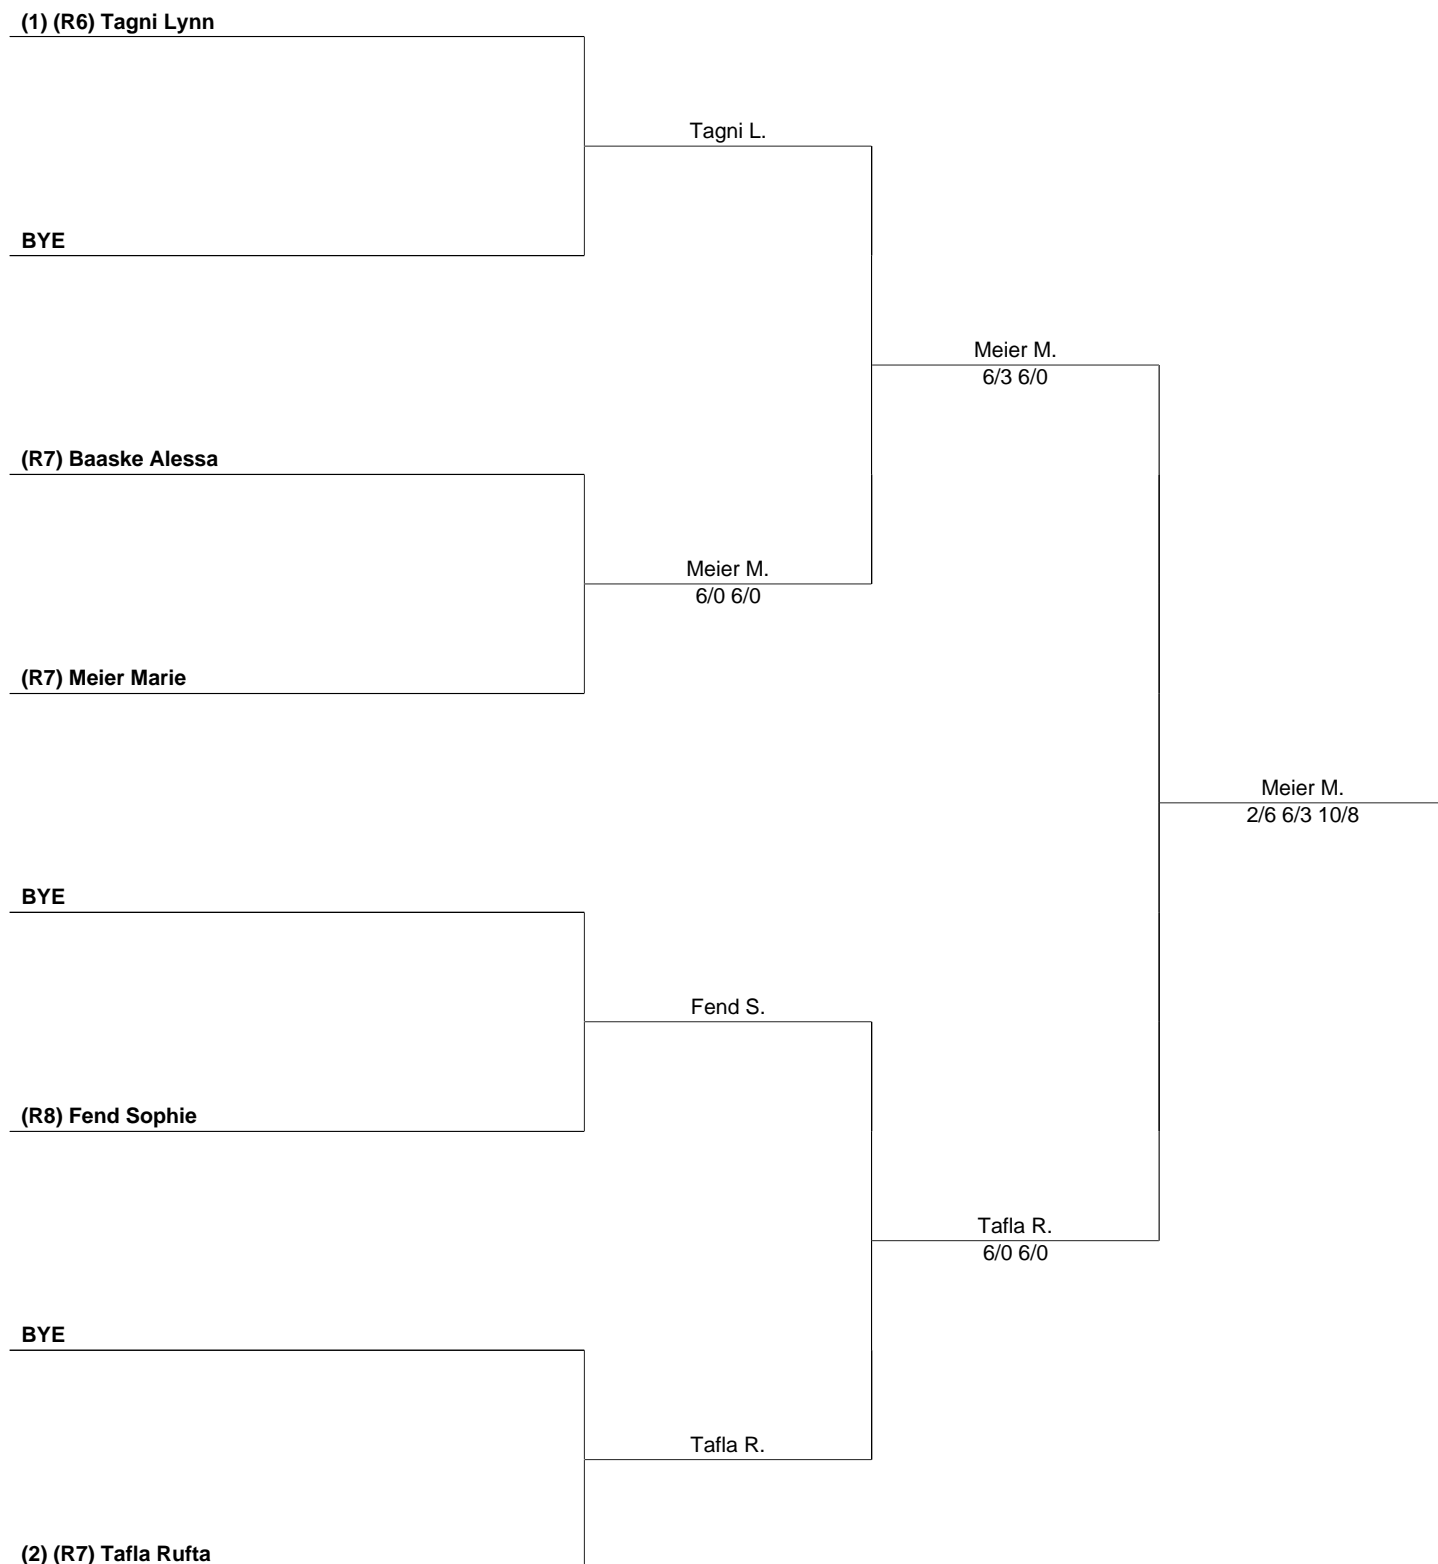 (1) (R6) Tagni Lynn
Tagni L.
BYE
Meier M.
6/3 6/0
(R7) Baaske Alessa
Meier M.
6/0 6/0
(R7) Meier Marie
Meier M.
2/6 6/3 10/8
BYE
Fend S.
(R8) Fend Sophie
Tafla R.
6/0 6/0
BYE
Tafla R.
(2) (R7) Tafla Rufta